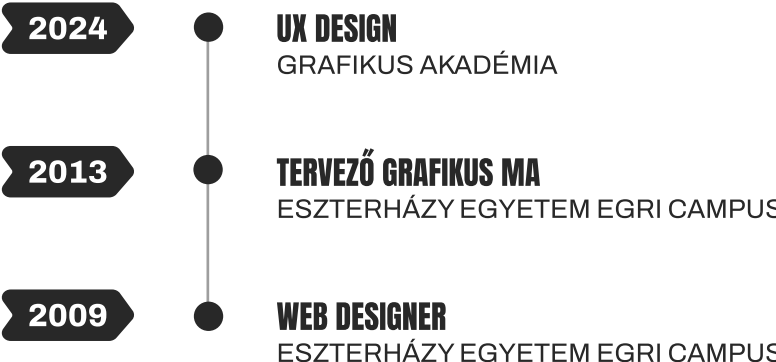 2024
UX DESIGN
GRAFIKUS AKADÉMIA
2013
TERVEZŐ GRAFIKUS MA
ESZTERHÁZY EGYETEM EGRI CAMPUS
2009
WEB DESIGNER
ESZTERHÁZY EGYETEM EGRI CAMPUS